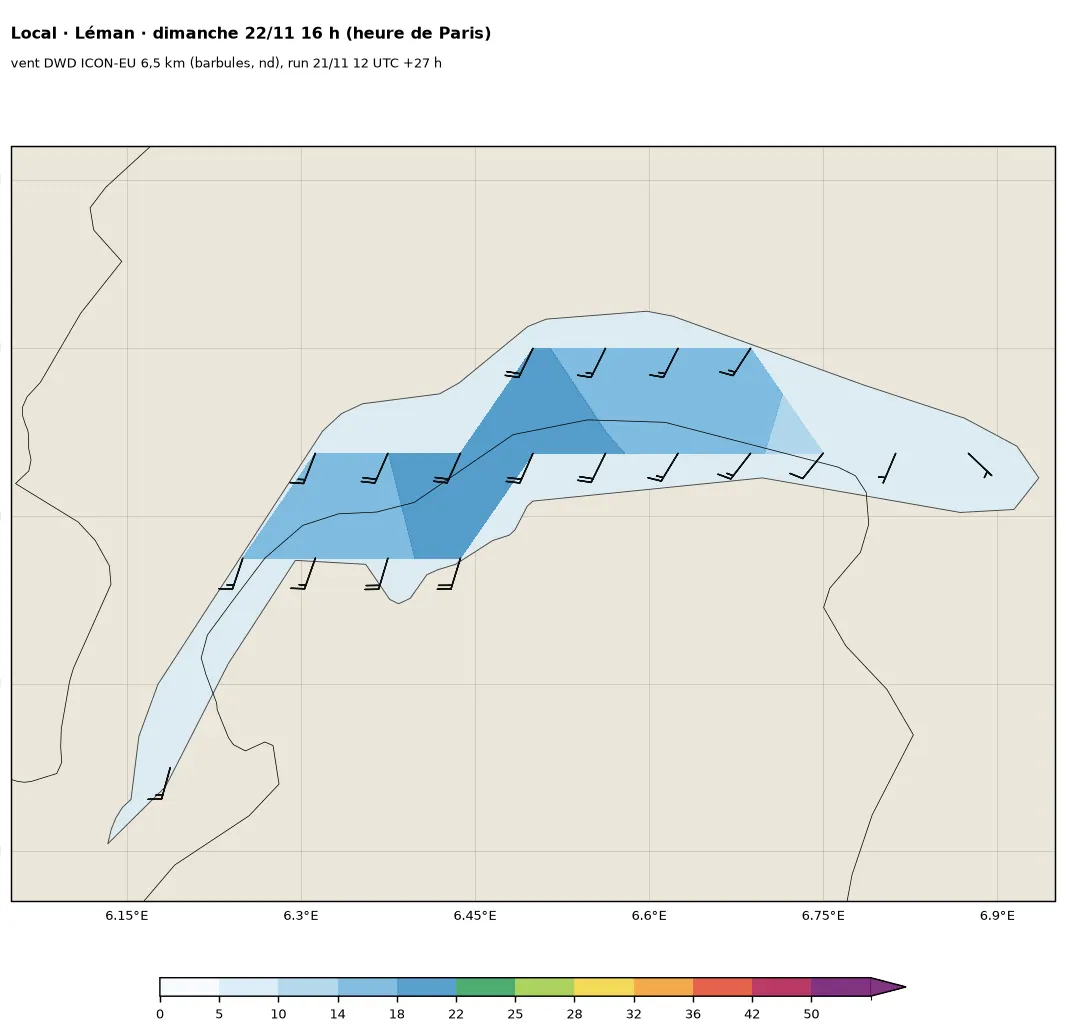 Local · Léman · dimanche 22/11 16 h (heure de Paris)
vent DWD ICON-EU 6,5 km (barbules, nd), run 21/11 12 UTC +27 h
6.15°E 6.3°E 6.45°E 6.6°E 6.75°E 6.9°E
0 5 10 14 18 22 25 28 32 36 42 50